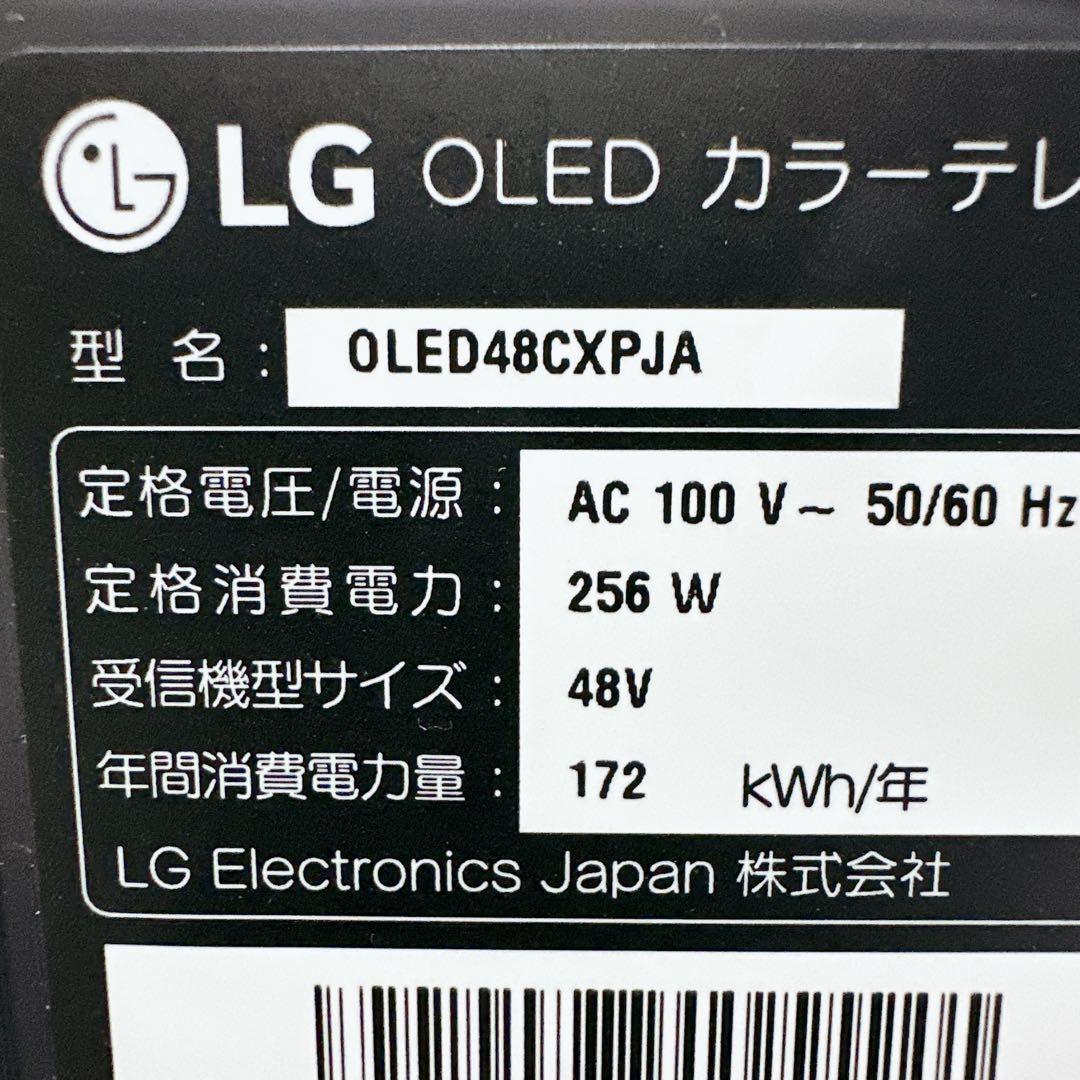 LG OLED カラーテレ
型 名 : OLED48CXPJA
定格電圧/電源 : AC 100 V~ 50/60 Hz
定格消費電力 : 256 W
受信機型サイズ : 48V
年間消費電力量 : 172 kWh/年
LG Electronics Japan 株式会社